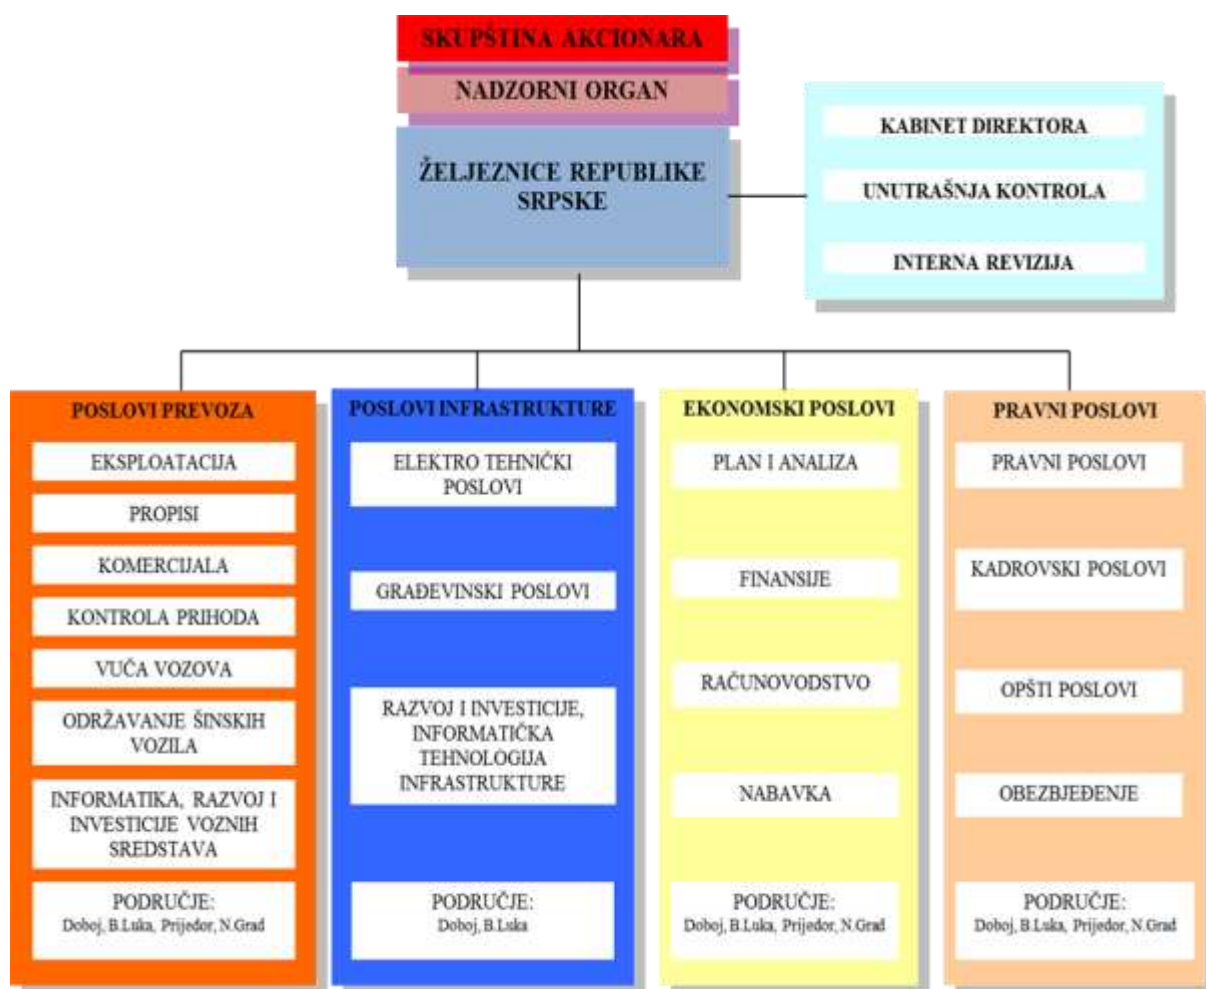 SKUPŠTINA AKCIONARA
NADZORNI ORGAN
ŽELJEZNICE REPUBLIKE
SRPSKE
KABINET DIREKTORA
UNUTRAŠNJA KONTROLA
INTERNA REVIZIJA
POSLOVI PREVOZA
EKSPLOATACIJA
PROPISI
KOMERCIJALA
KONTROLA PRIHODA
VUČA VOZOVA
ODRŽAVANJE ŠINSKIH
VOZILA
INFORMATIKA, RAZVOJ I
INVESTICIJE VOZNIH
SREDSTAVA
PODRUČJE:
Doboj, B.Luka, Prijedor, N.Grad
POSLOVI INFRASTRUKTURE
ELEKTRO TEHNIČKI
POSLOVI
GRAĐEVINSKI POSLOVI
RAZVOJ I INVESTICIJE,
INFORMATIČKA
TEHNOLOGIJA
INFRASTRUKTURE
PODRUČJE:
Doboj, B.Luka
EKONOMSKI POSLOVI
PLAN I ANALIZA
FINANSIJE
RAČUNOVODSTVO
NABAVKA
PODRUČJE:
Doboj, B.Luka, Prijedor, N.Grad
PRAVNI POSLOVI
PRAVNI POSLOVI
KADROVSKI POSLOVI
OPŠTI POSLOVI
OBEZBJEĐENJE
PODRUČJE:
Doboj, B.Luka, Prijedor, N.Grad